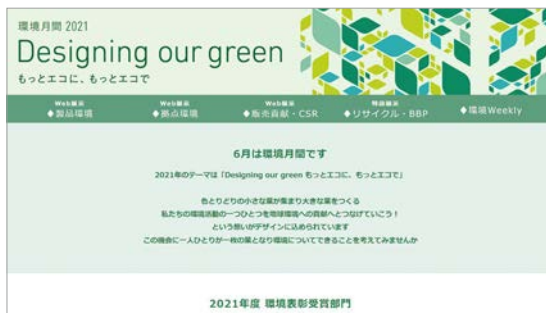 環境月間 2021
Designing our green
もっとエコに、もっとエコで
Web展示
◆製品環境
Web展示
◆拠点環境
Web展示
◆販売貢献・CSR
特設展示
◆リサイクル・BBP
◆環境Weekly
6月は環境月間です
2021年のテーマは「Designing our green もっとエコに、もっとエコで」
色とりどりの小さな葉が集まり大きな葉をつくる
私たちの環境活動の一つひとつを地球環境への貢献へとつなげていこう！
という想いがデザインに込められています
この機会に一人ひとりが一枚の葉となり環境についてできることを考えてみませんか
2021年度 環境表彰受賞部門